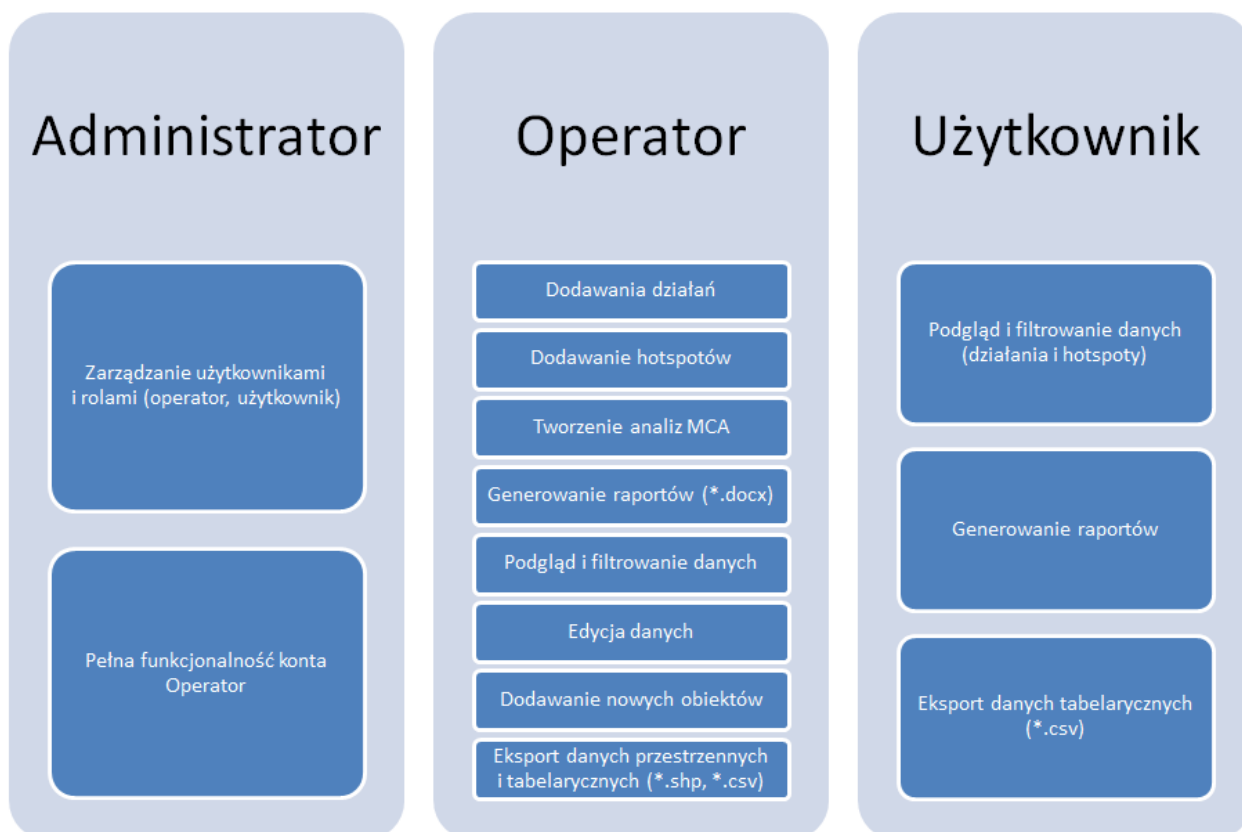 Administrator
Zarządzanie użytkownikami
i rolami (operator, użytkownik)
Pełna funkcjonalność konta
Operator
Operator
Dodawania działań
Dodawanie hotspotów
Tworzenie analiz MCA
Generowanie raportów (*.docx)
Podgląd i filtrowanie danych
Edycja danych
Dodawanie nowych obiektów
Eksport danych przestrzennych
i tabelarycznych (*.shp, *.csv)
Użytkownik
Podgląd i filtrowanie danych
(działania i hotspoty)
Generowanie raportów
Eksport danych tabelarycznych
(*.csv)